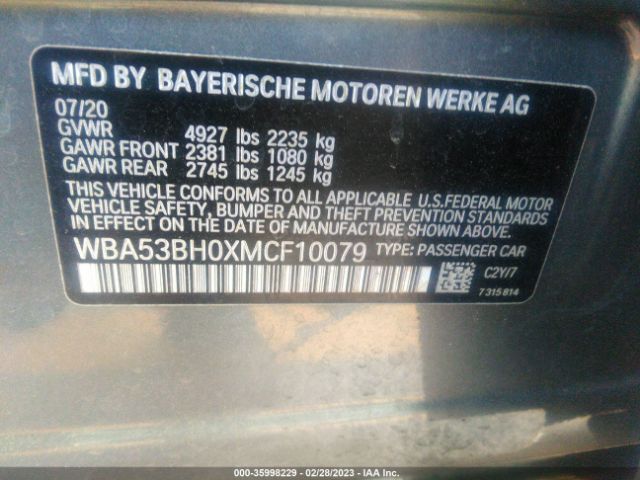 MFD BY BAYERISCHE MOTOREN WERKE AG
07/20
GVWR 4927 lbs 2235 kg
GAWR FRONT 2381 lbs 1080 kg
GAWR REAR 2745 lbs 1245 kg
THIS VEHICLE CONFORMS TO ALL APPLICABLE U.S.FEDERAL MOTOR
VEHICLE SAFETY, BUMPER AND THEFT PREVENTION STANDARDS
IN EFFECT ON THE DATE OF MANUFACTURE SHOWN ABOVE.
WBA53BH0XMCF10079 TYPE: PASSENGER CAR
C2Y/7
7315814
000-35998229 - 02/28/2023 - IAA Inc.